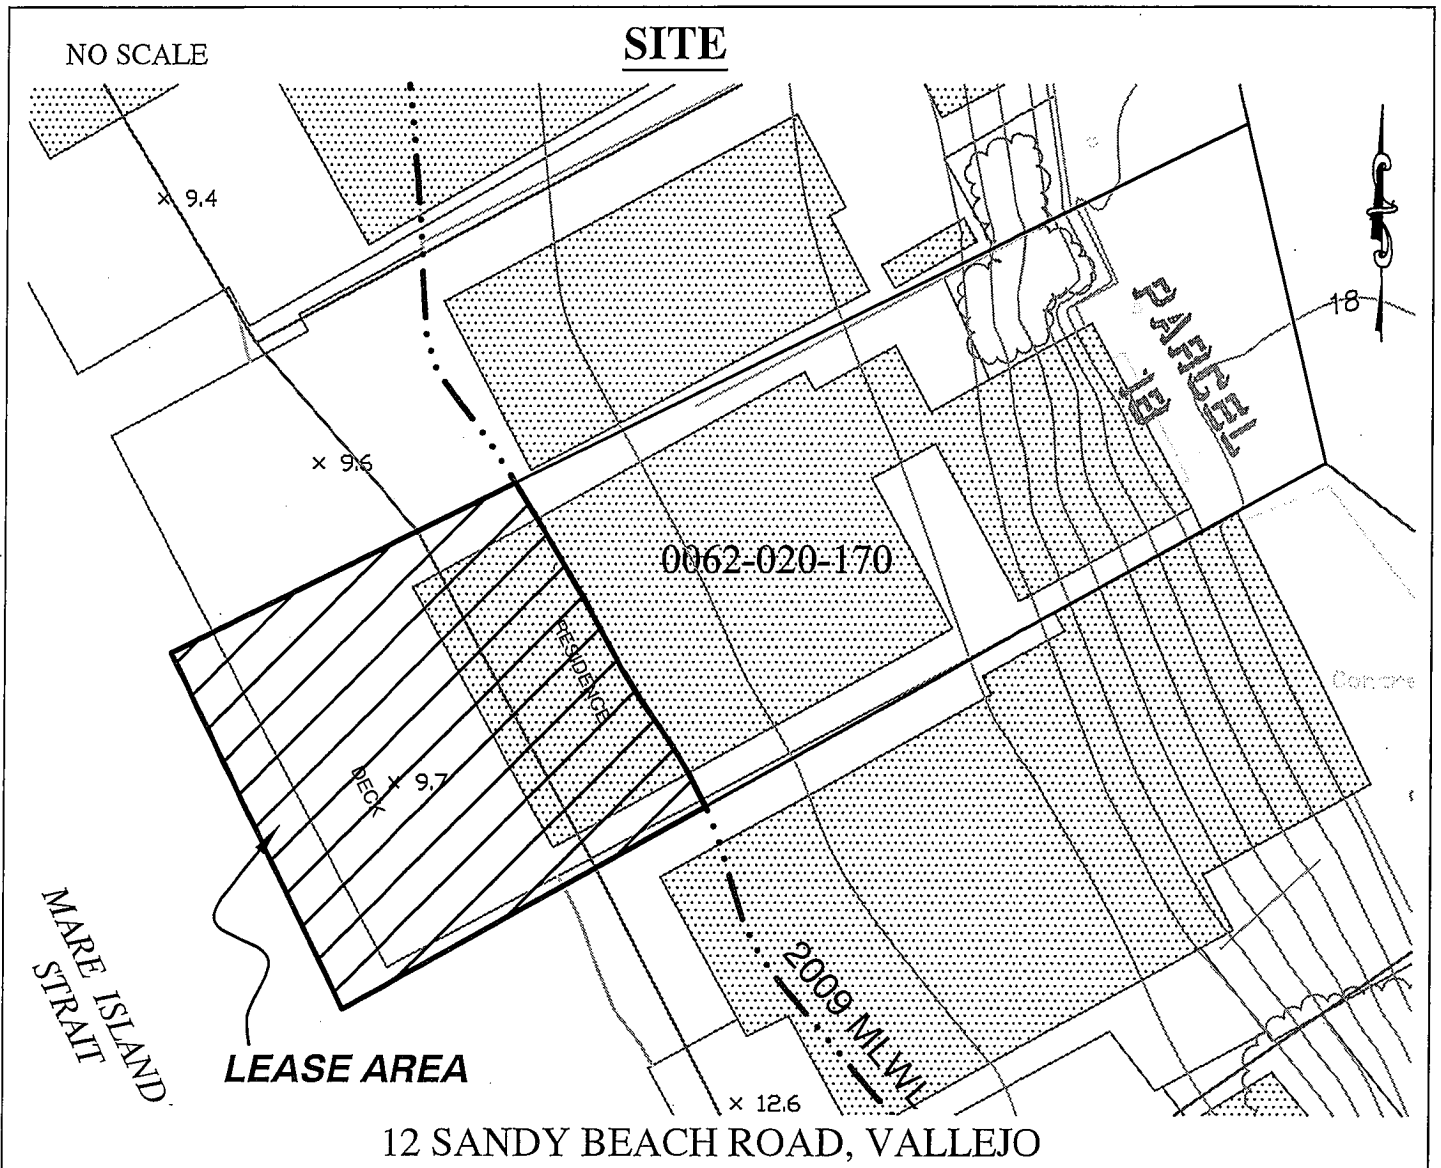 NO SCALE
SITE
× 9.4
PARCEL
18
18
× 9.6
0062-020-170
RESIDENCE
DECK
× 9.7
MARE ISLAND
STRAIT
LEASE AREA
2009 MLWL
× 12.6
12 SANDY BEACH ROAD, VALLEJO